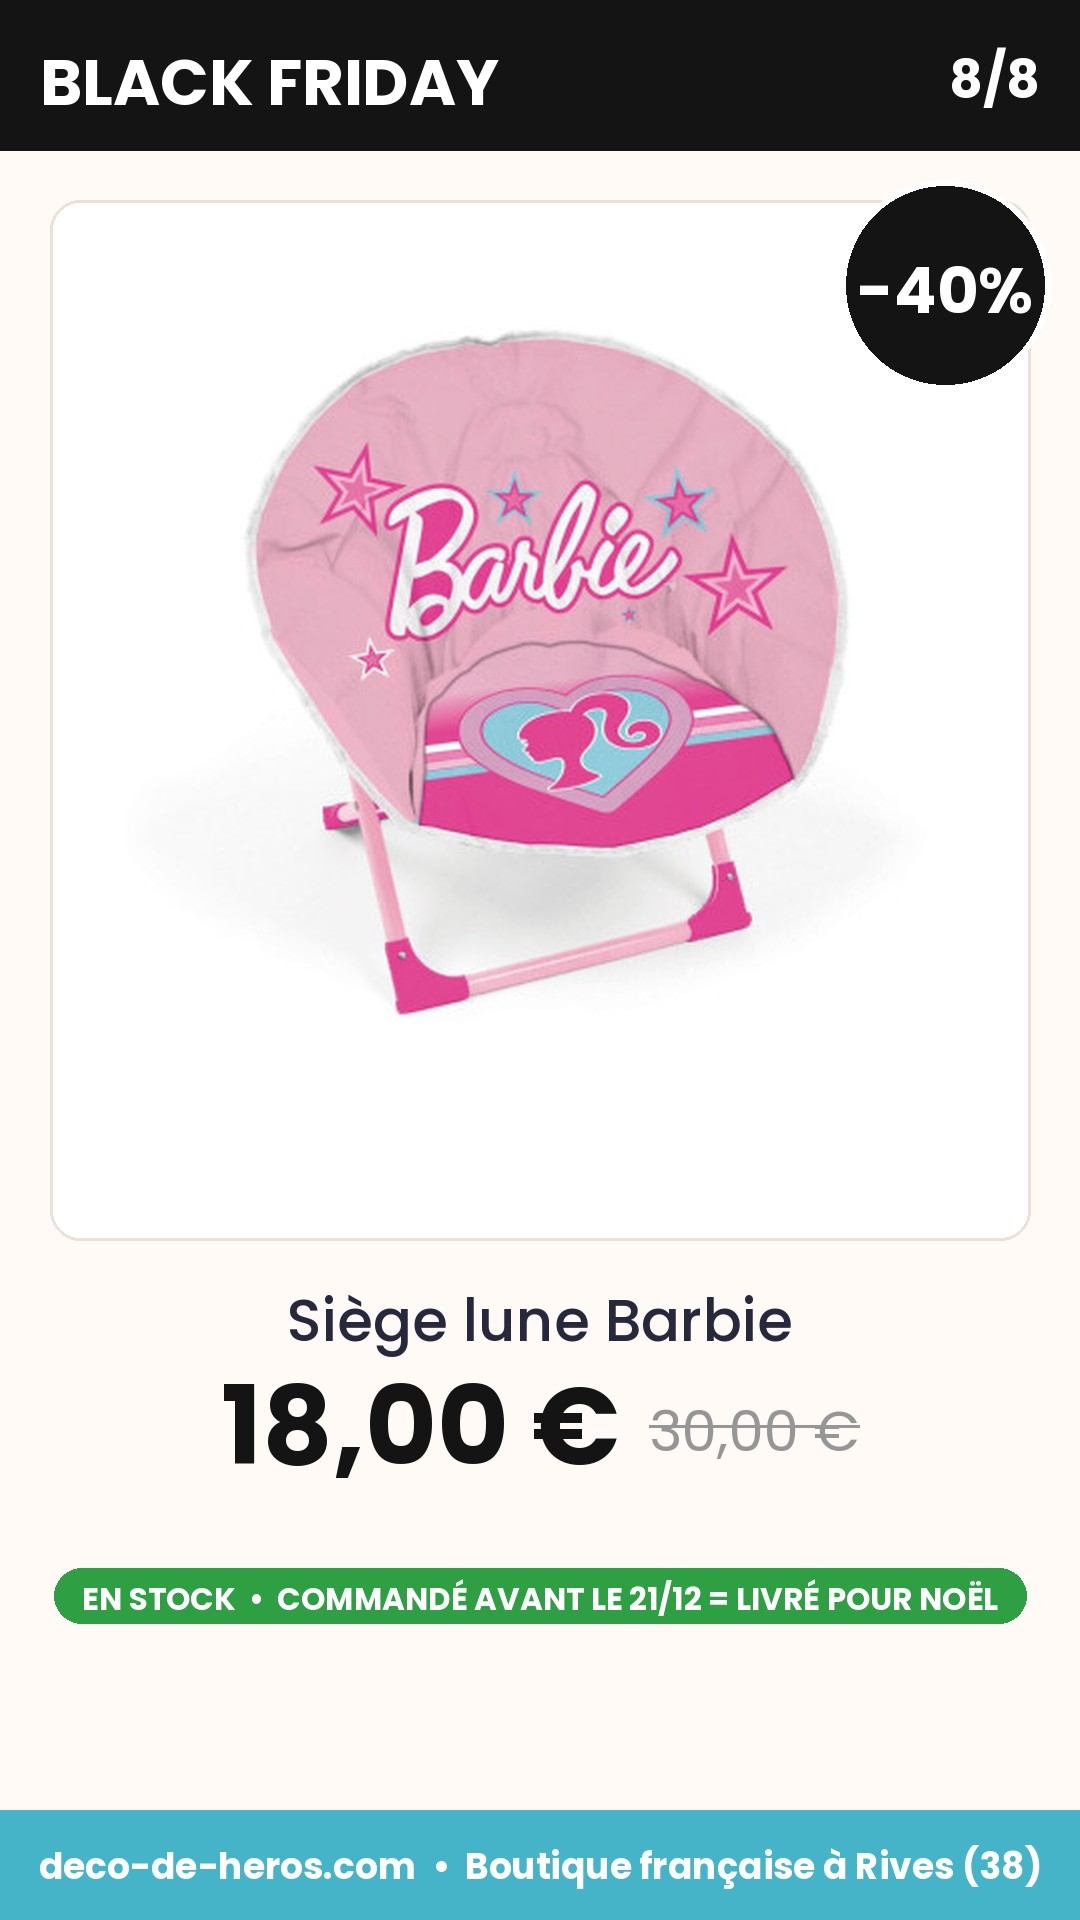 BLACK FRIDAY
8/8
-40%
Barbie
Siège lune Barbie
18,00 € 30,00 €
EN STOCK • COMMANDÉ AVANT LE 21/12 = LIVRÉ POUR NOËL
deco-de-heros.com • Boutique française à Rives (38)